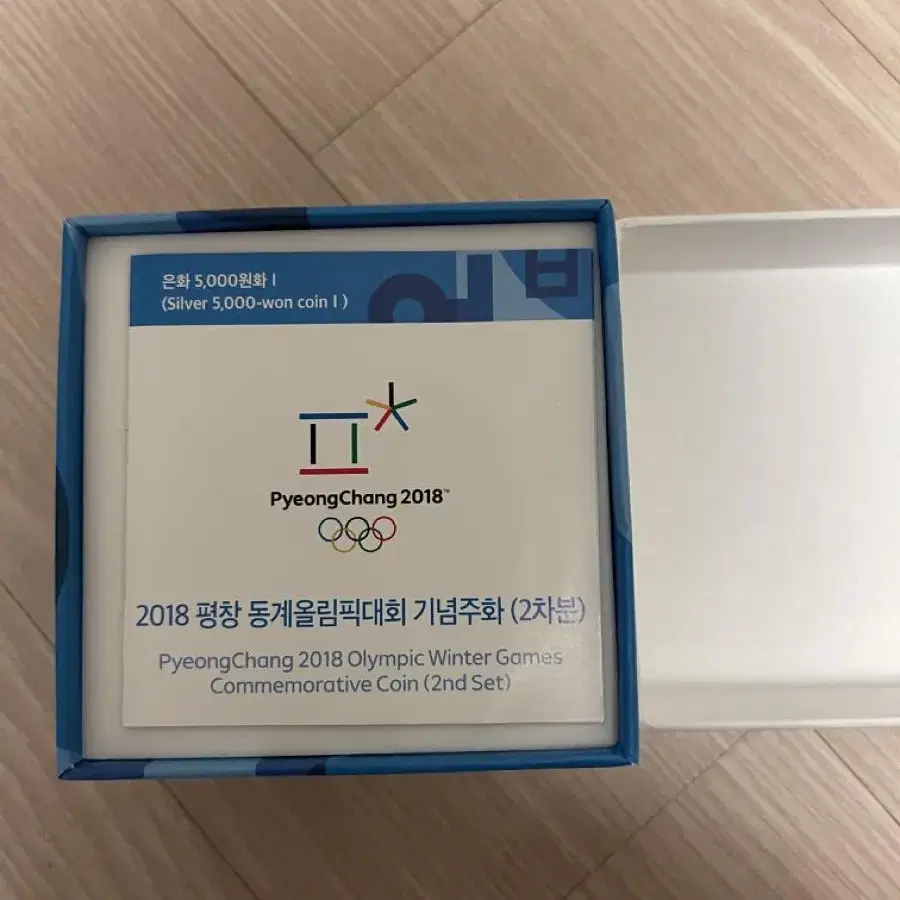 은화 5,000원화 Ⅰ
(Silver 5,000-won coin Ⅰ)
PyeongChang 2018™
2018 평창 동계올림픽대회 기념주화 (2차분)
PyeongChang 2018 Olympic Winter Games
Commemorative Coin (2nd Set)